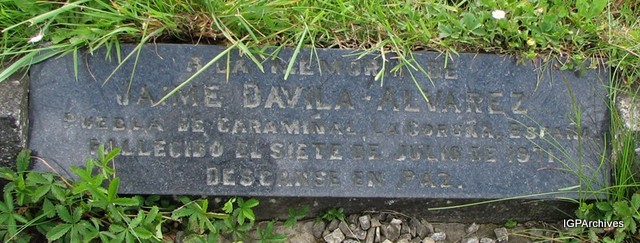 A LA MEMORIA DE
JAIME DAVILA-ALVAREZ
PUEBLA DE CARAMIÑAL, LA CORUÑA, ESPAÑA
FALLECIDO EL SIETE DE JULIO DE
DESCANSE EN PAZ.
IGPArchives